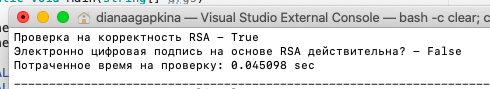 dianaagapkina — Visual Studio External Console — bash -c clear; c
Проверка на корректность RSA – True
Электронно цифровая подпись на основе RSA действительна? – False
Потраченное время на проверку: 0.045098 sec